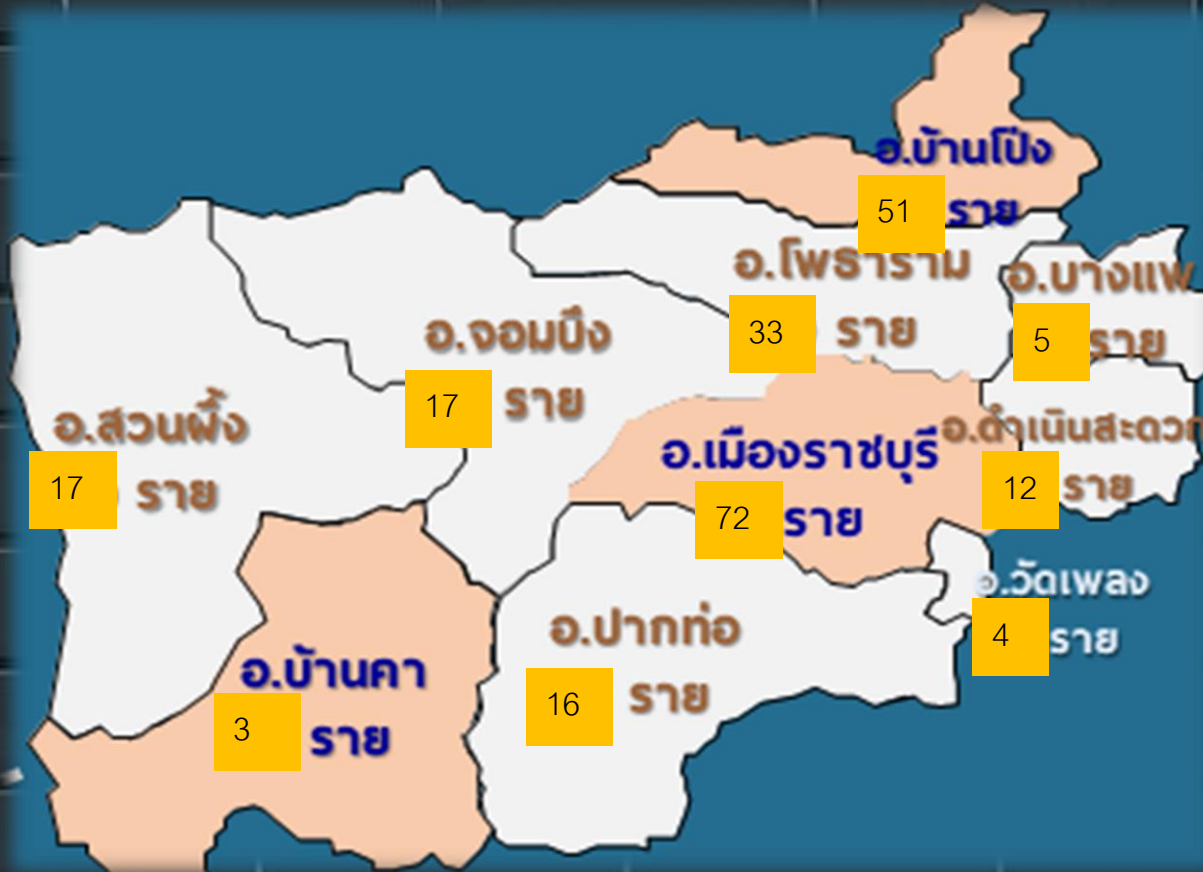 อ.บ้านโป่ง
51 ราย
อ.โพธาราม
33 ราย
อ.บางแพ
5 ราย
อ.จอมบึง
17 ราย
อ.สวนผึ้ง
17 ราย
อ.เมืองราชบุรี
72 ราย
อ.ดำเนินสะดวก
12 ราย
อ.วัดเพลง
4 ราย
อ.ปากท่อ
16 ราย
อ.บ้านคา
3 ราย